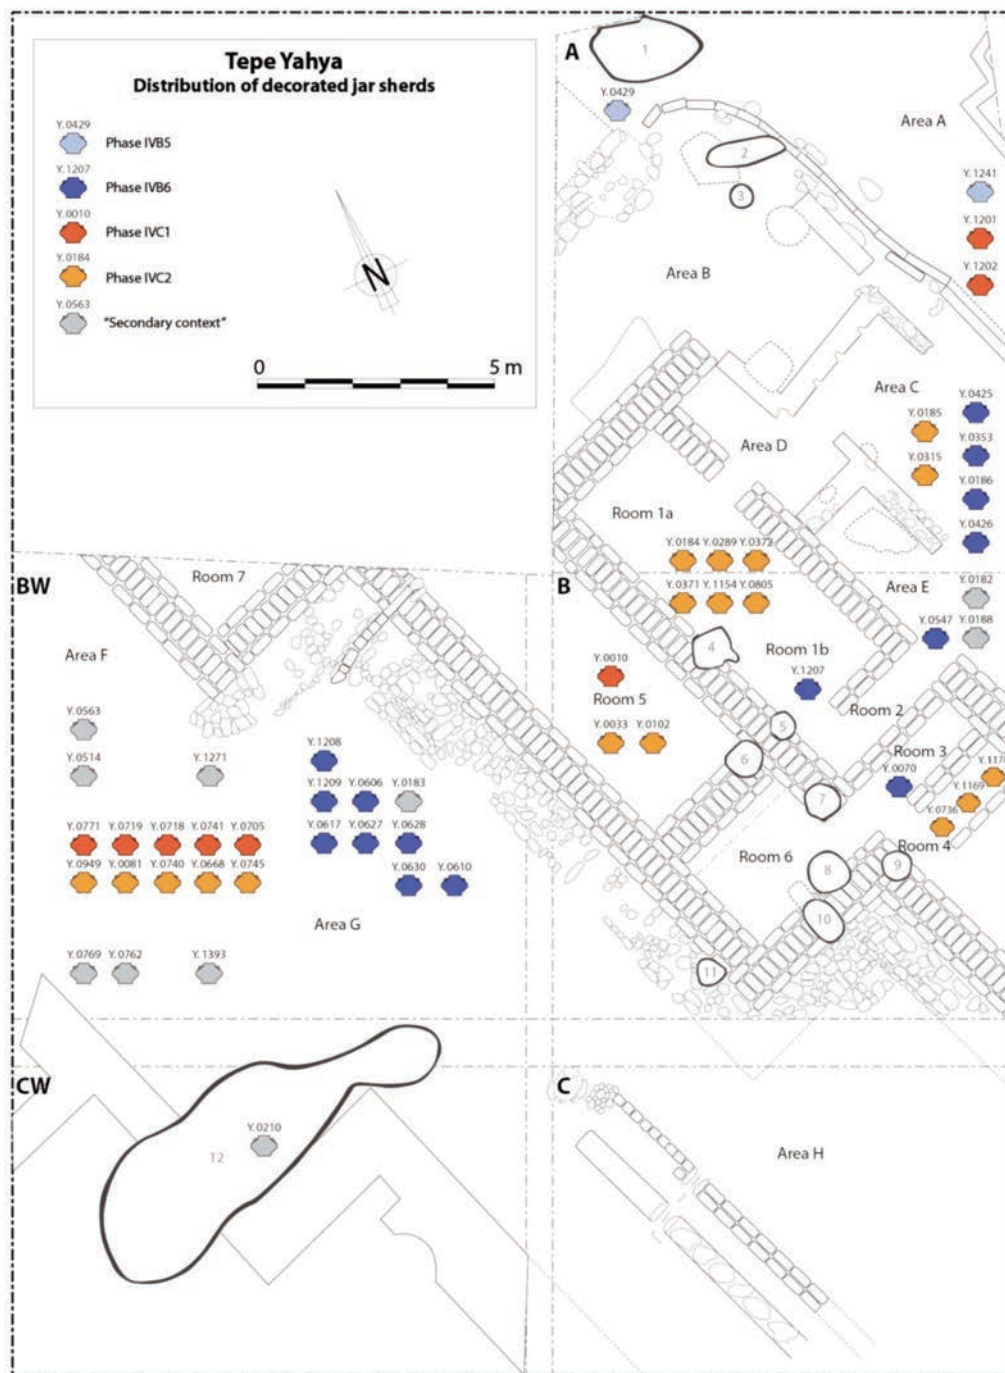 Tepe Yahya
Distribution of decorated jar sherds
Y.0429
Phase IVB5
Y.1207
Phase IVB6
Y.0010
Phase IVC1
Y.0184
Phase IVC2
Y.0563
"Secondary context"
N
0 5 m
A
1
Y.0429
Area A
2
3
Y.1241
Y.1201
Y.1202
Area B
Area C
Y.0425
Y.0185
Y.0353
Y.0315
Y.0186
Y.0426
Area D
Room 1a
Y.0184 Y.0289 Y.0372
Y.0371 Y.1154 Y.0805
BW
Room 7
B
Area E
Y.0182
Y.0547
Y.0188
Area F
4
Room 1b
Y.0010
Y.1207
Room 5
Y.0033 Y.0102
Room 2
5
6
7
Room 3
Y.0070
Y.1169
Y.0736
Room 4
Room 6
8
9
10
11
Y.0563
Y.0514
Y.1271
Y.1208
Y.1209 Y.0606 Y.0183
Y.0617 Y.0627 Y.0628
Y.0630 Y.0610
Y.0771 Y.0719 Y.0718 Y.0741 Y.0705
Y.0949 Y.0081 Y.0740 Y.0668 Y.0745
Area G
Y.0769 Y.0762 Y.1393
CW
12
Y.0210
C
Area H